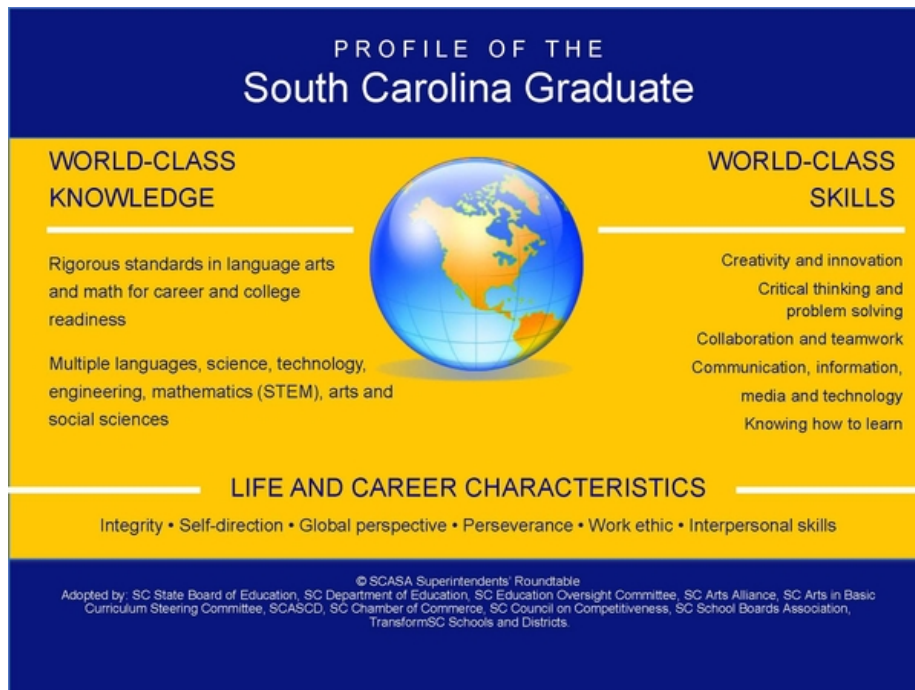 PROFILE OF THE
South Carolina Graduate
WORLD-CLASS
KNOWLEDGE
Rigorous standards in language arts
and math for career and college
readiness
Multiple languages, science, technology,
engineering, mathematics (STEM), arts and
social sciences
WORLD-CLASS
SKILLS
Creativity and innovation
Critical thinking and
problem solving
Collaboration and teamwork
Communication, information,
media and technology
Knowing how to learn
LIFE AND CAREER CHARACTERISTICS
Integrity • Self-direction • Global perspective • Perseverance • Work ethic • Interpersonal skills
© SCASA Superintendents' Roundtable
Adopted by: SC State Board of Education, SC Department of Education, SC Education Oversight Committee, SC Arts Alliance, SC Arts in Basic
Curriculum Steering Committee, SCASCD, SC Chamber of Commerce, SC Council on Competitiveness, SC School Boards Association,
TransformSC Schools and Districts.